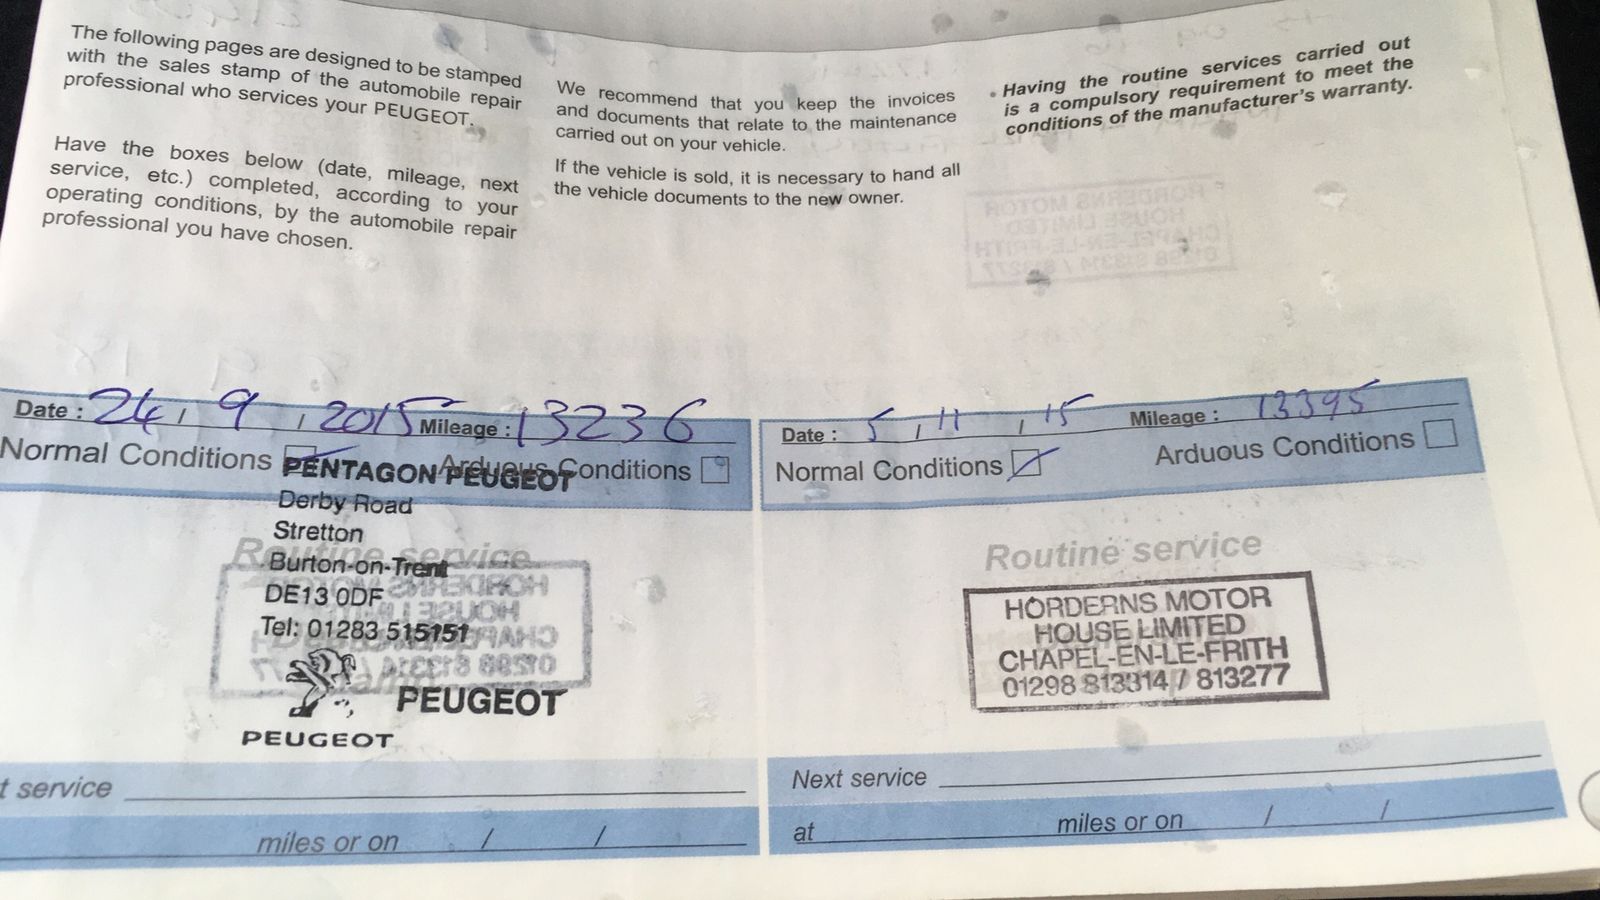 The following pages are designed to be stamped
with the sales stamp of the automobile repair
professional who services your PEUGEOT.
Have the boxes below (date, mileage, next
service, etc.) completed, according to your
operating conditions, by the automobile repair
professional you have chosen.
We recommend that you keep the invoices
and documents that relate to the maintenance
carried out on your vehicle.
If the vehicle is sold, it is necessary to hand all
the vehicle documents to the new owner.
• Having the routine services carried out
is a compulsory requirement to meet the
conditions of the manufacturer's warranty.
Date : 24 / 9 / 2015 Mileage : 13236
Normal Conditions Arduous Conditions
PENTAGON PEUGEOT
Derby Road
Stretton
Routine service
Burton-on-Trent
DE13 0DF
Tel: 01283 515151
PEUGEOT
PEUGEOT
t service
miles or on / /
Date : 5 / 11 / 15 Mileage : 13395
Normal Conditions Arduous Conditions
Routine service
HORDERNS MOTOR
HOUSE LIMITED
CHAPEL-EN-LE-FRITH
01298 813314 / 813277
Next service
at miles or on / /